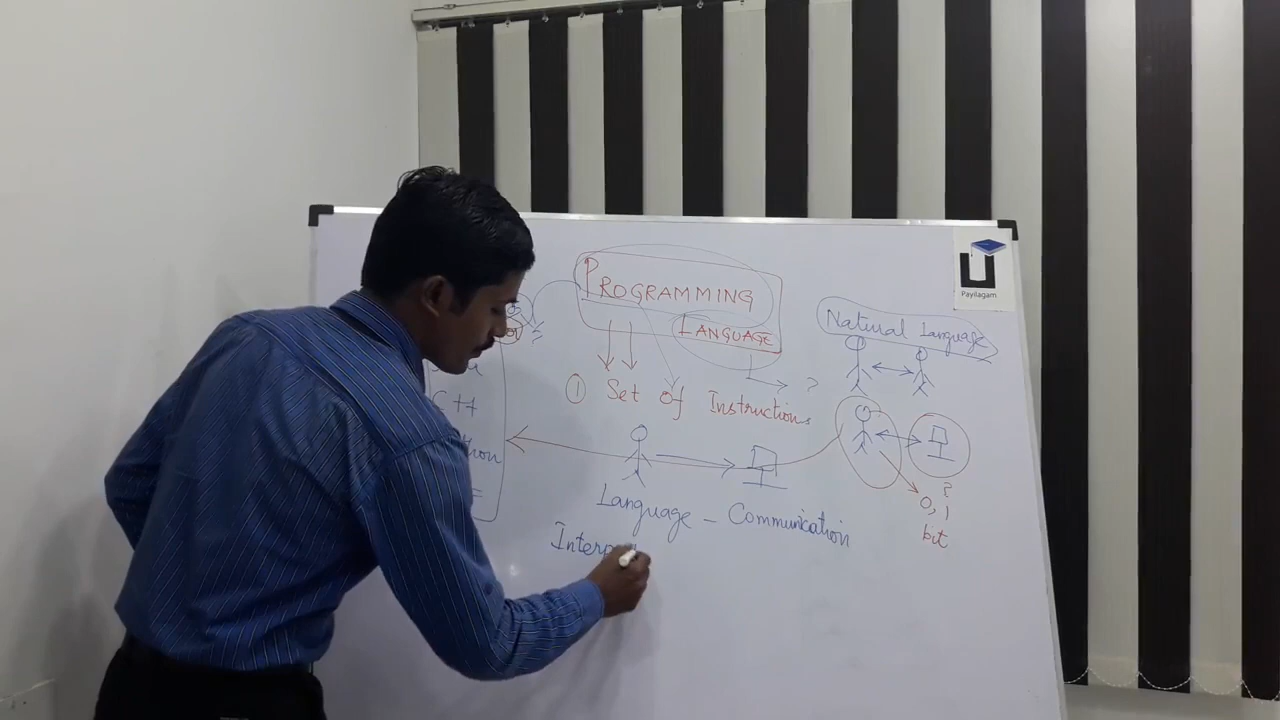 PROGRAMMING
LANGUAGE
Natural Language
Payilagam
?
?
① Set Of Instructions
C++
Language - Communication
?
0, 1
bit